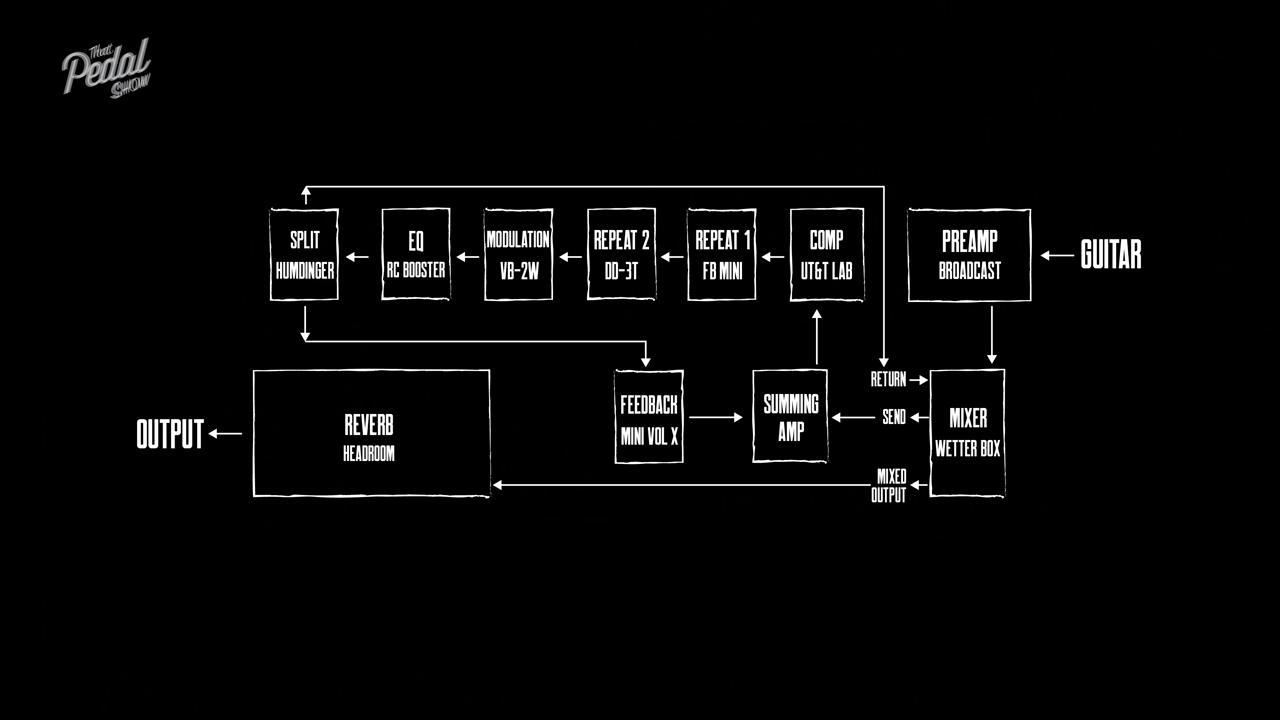 That
Pedal
Show
SPLIT
HUMDINGER
EQ
RC BOOSTER
MODULATION
VB-2W
REPEAT 2
DD-3T
REPEAT 1
FB MINI
COMP
UT&T LAB
PREAMP
BROADCAST
GUITAR
OUTPUT
REVERB
HEADROOM
FEEDBACK
MINI VOL X
SUMMING
AMP
RETURN
SEND
MIXED
OUTPUT
MIXER
WETTER BOX